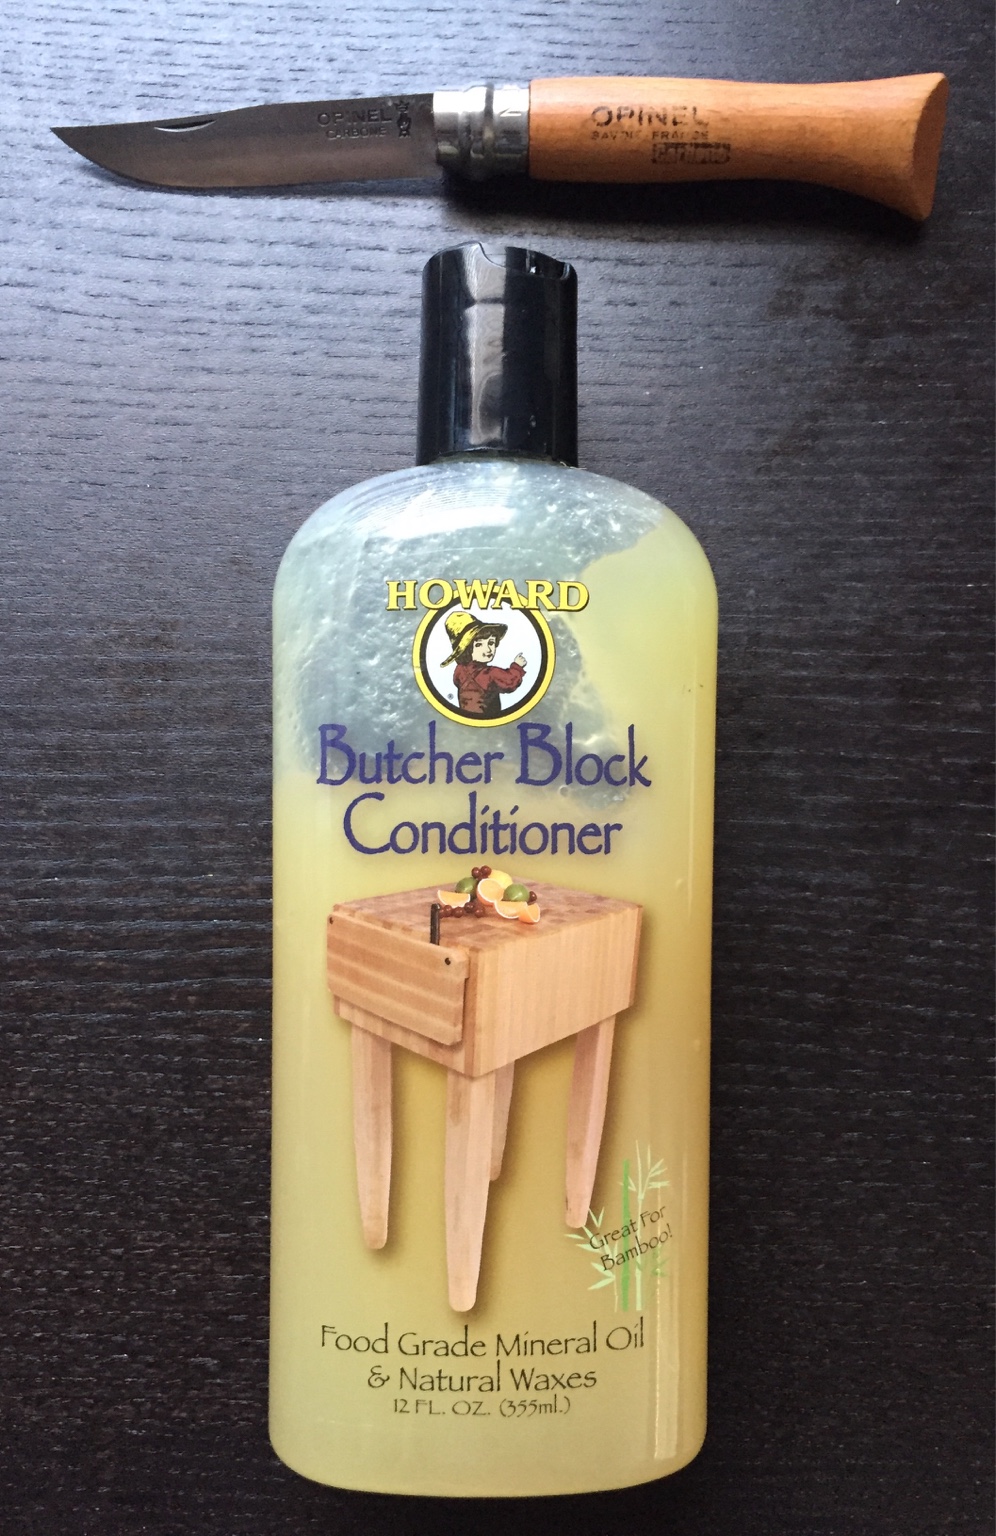 OPINEL
CARBONE
OPINEL
SAVOIE FRANCE
HOWARD
®
Butcher Block
Conditioner
Great For
Bamboo!
Food Grade Mineral Oil
& Natural Waxes
12 FL. OZ. (355ml.)